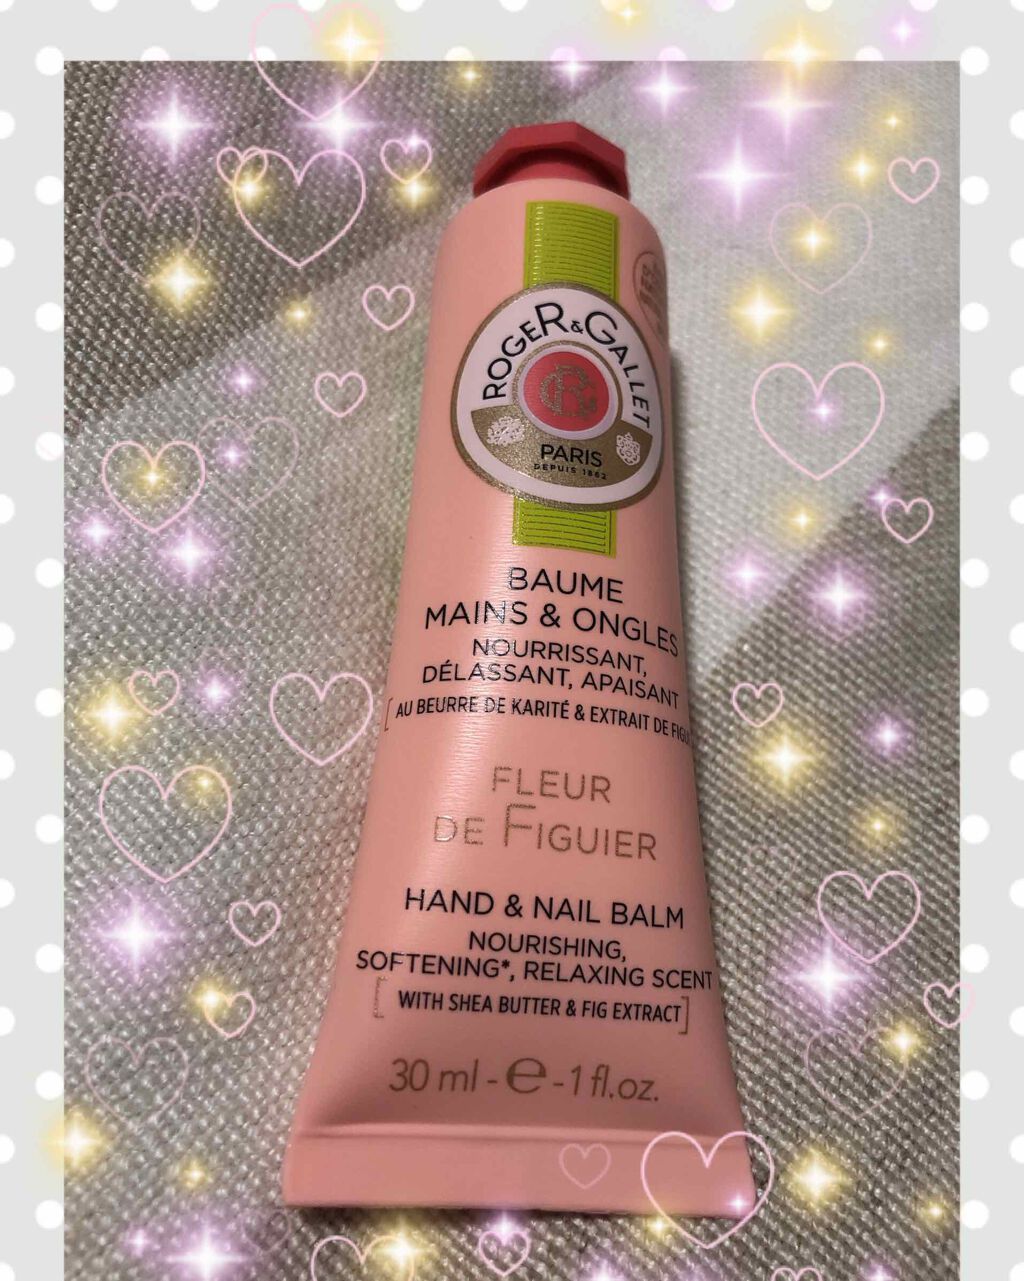 ROGER & GALLET
PARIS
DEPUIS 1862
BAUME
MAINS & ONGLES
NOURRISSANT,
DÉLASSANT, APAISANT
[AU BEURRE DE KARITÉ & EXTRAIT DE FIGU
FLEUR
DE FIGUIER
HAND & NAIL BALM
NOURISHING,
SOFTENING*, RELAXING SCENT
[WITH SHEA BUTTER & FIG EXTRACT]
30 ml - e - 1 fl.oz.